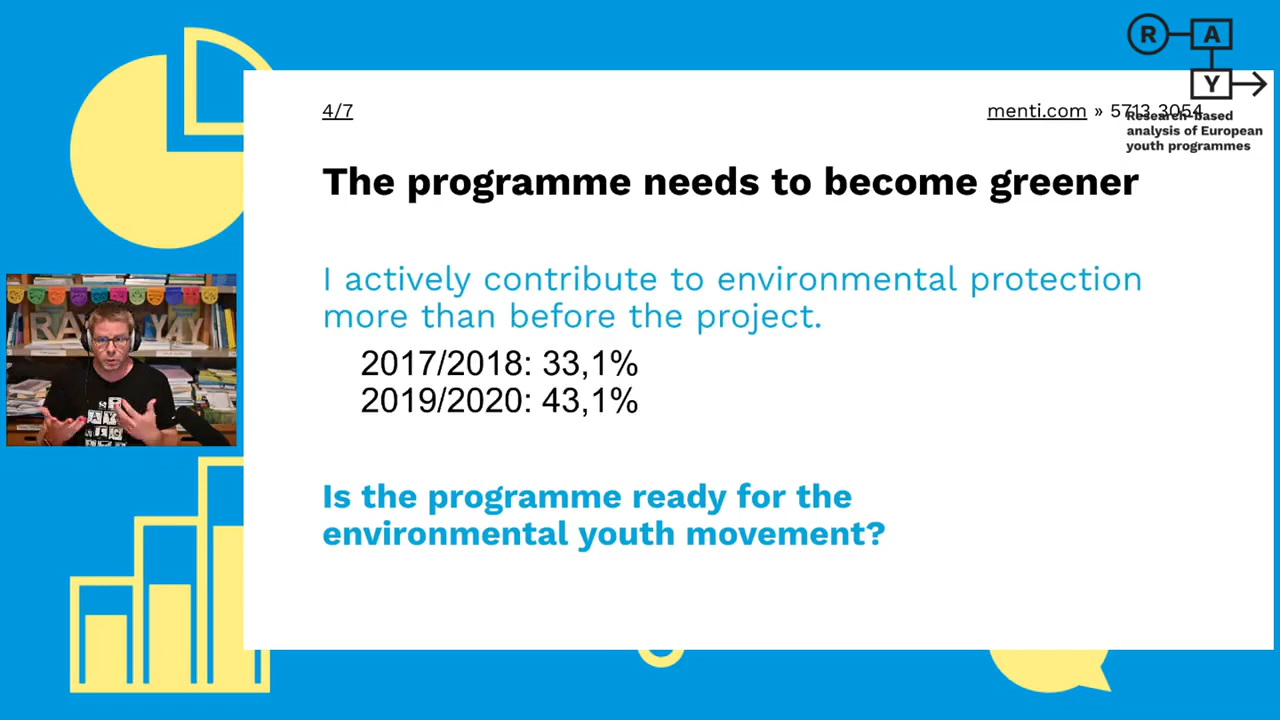 R A
Y
4/7
menti.com » 5713 3054
Research-based
analysis of European
youth programmes
The programme needs to become greener
I actively contribute to environmental protection
more than before the project.
2017/2018: 33,1%
2019/2020: 43,1%
RA YAY
Is the programme ready for the
environmental youth movement?